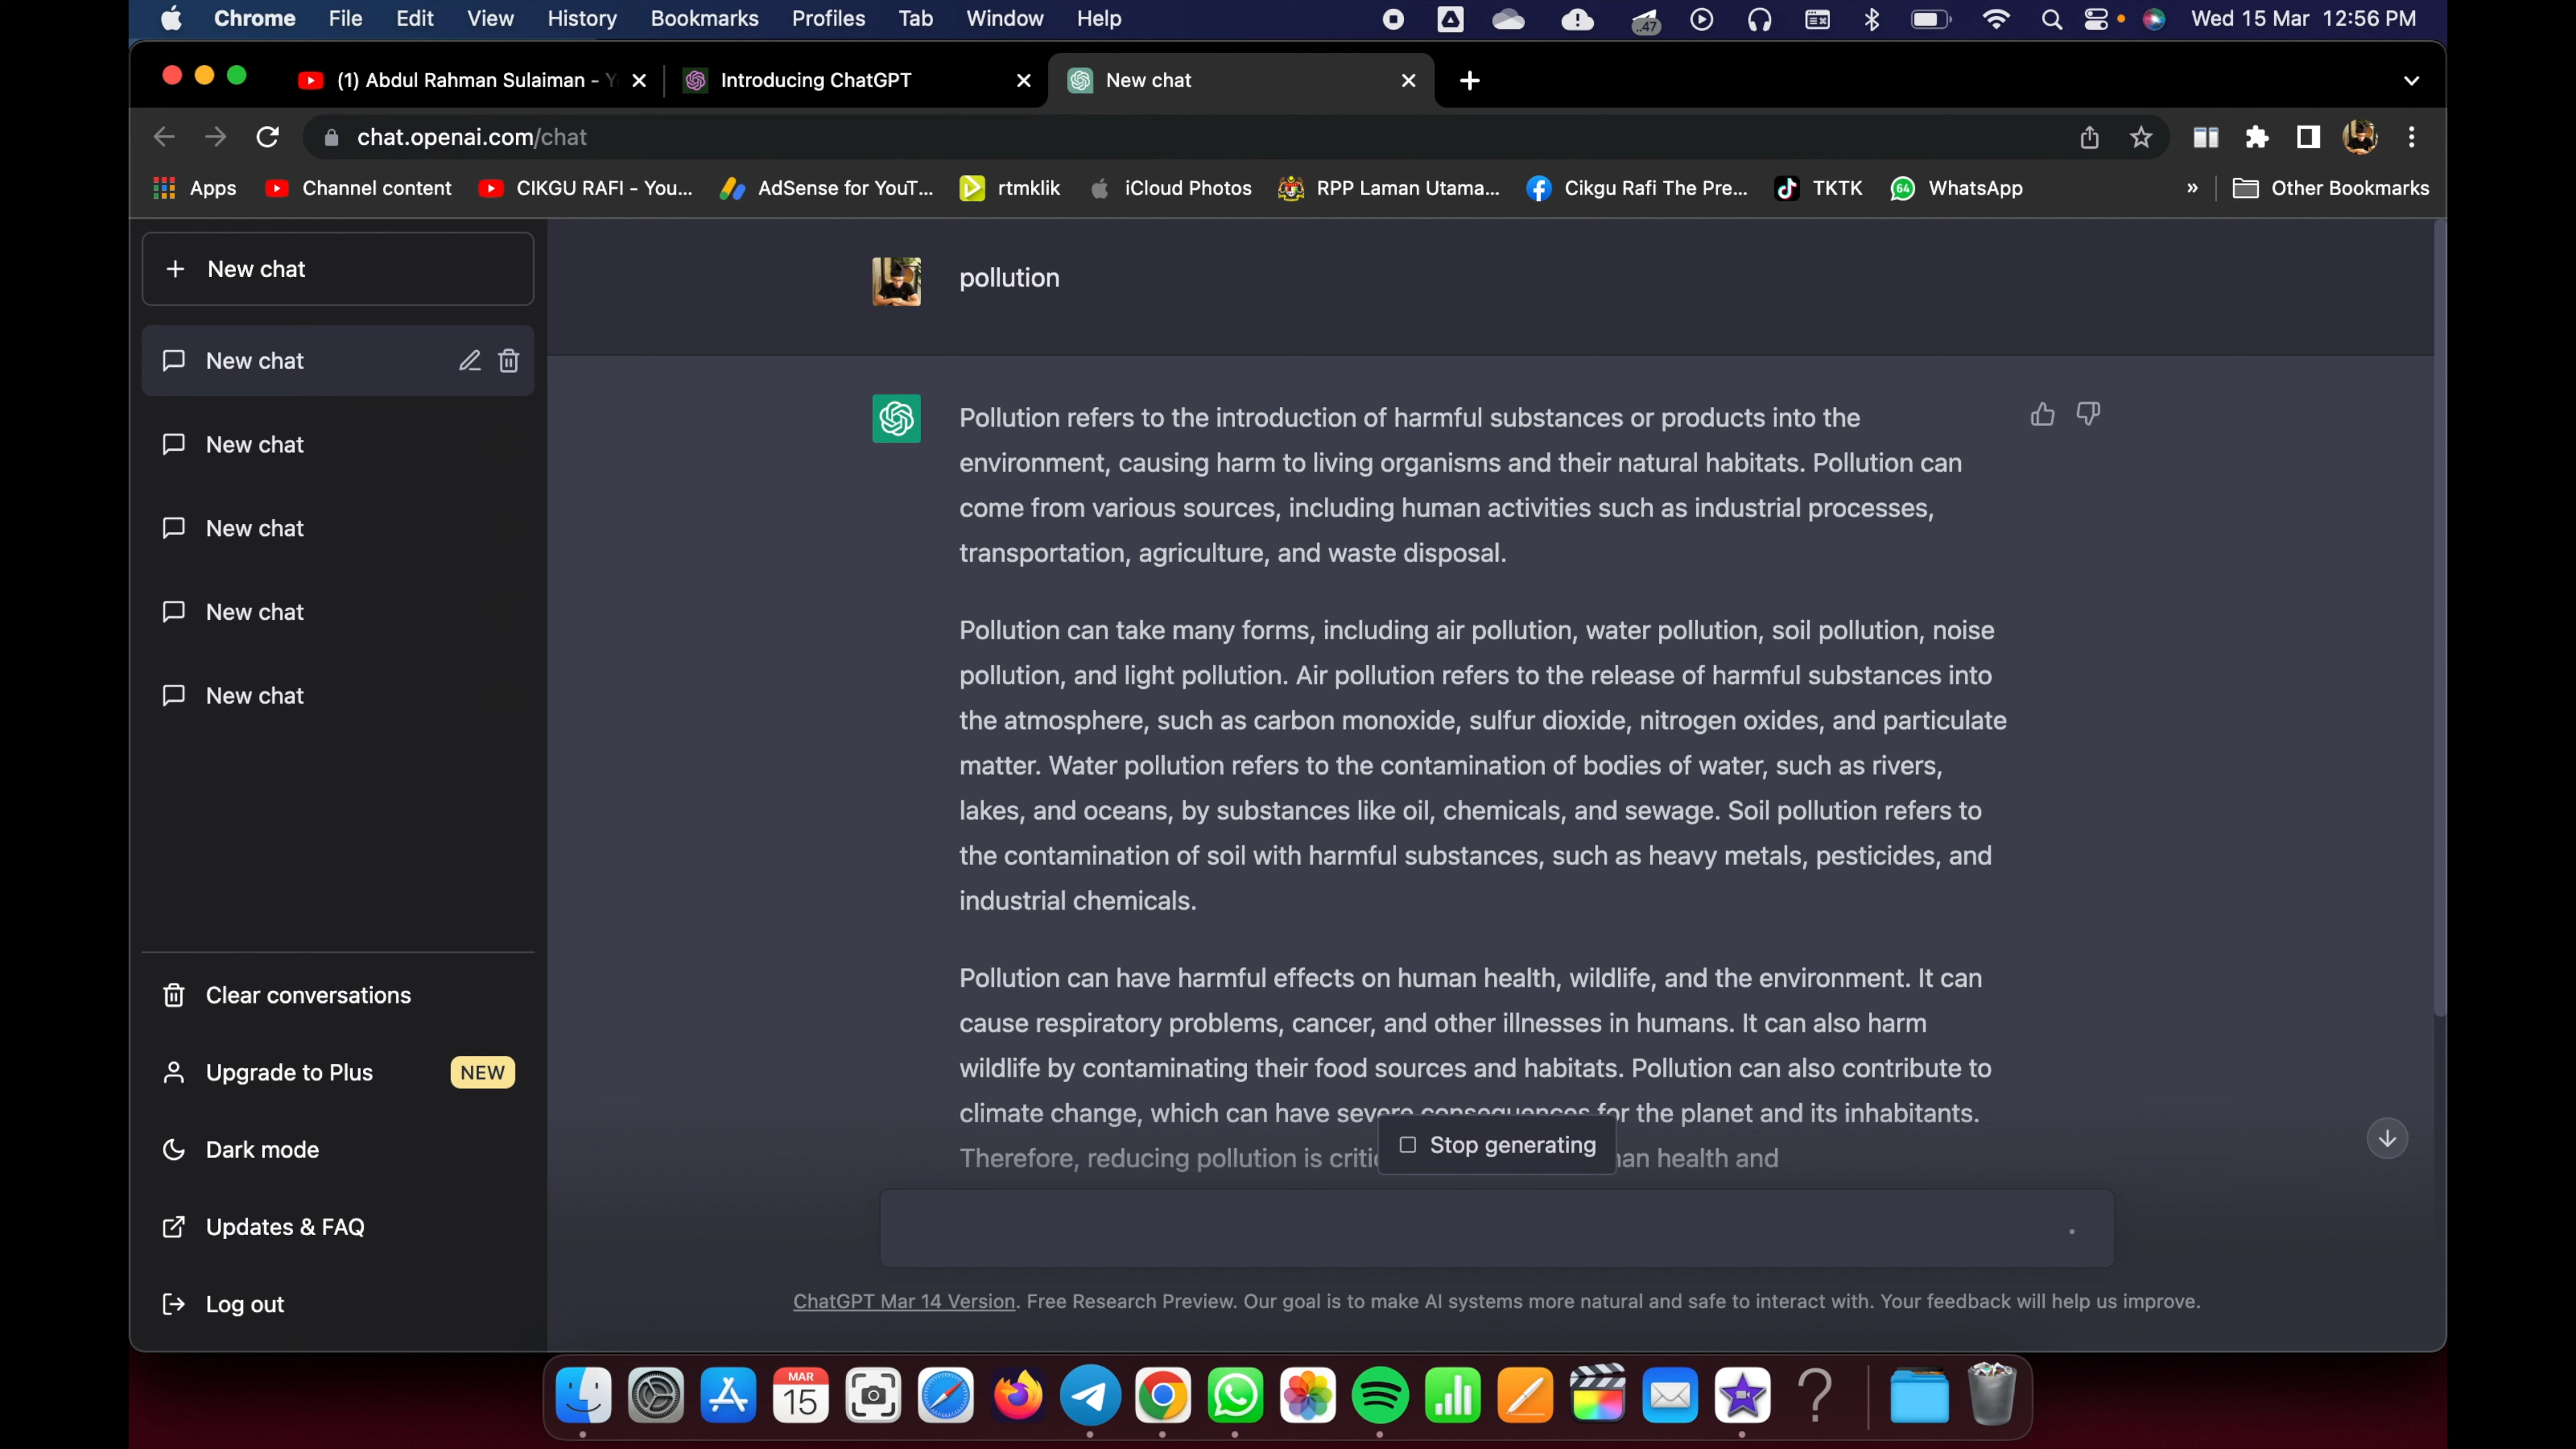 Chrome File Edit View History Bookmarks Profiles Tab Window Help
47
Wed 15 Mar 12:56 PM
(1) Abdul Rahman Sulaiman -
Introducing ChatGPT
New chat
chat.openai.com/chat
Apps
Channel content
CIKGU RAFI - You...
AdSense for YouT...
rtmklik
iCloud Photos
RPP Laman Utama...
Cikgu Rafi The Pre...
TKTK
64
WhatsApp
»
Other Bookmarks
+ New chat
New chat
New chat
New chat
New chat
New chat
Clear conversations
Upgrade to Plus NEW
Dark mode
Updates & FAQ
Log out
pollution
Pollution refers to the introduction of harmful substances or products into the
environment, causing harm to living organisms and their natural habitats. Pollution can
come from various sources, including human activities such as industrial processes,
transportation, agriculture, and waste disposal.
Pollution can take many forms, including air pollution, water pollution, soil pollution, noise
pollution, and light pollution. Air pollution refers to the release of harmful substances into
the atmosphere, such as carbon monoxide, sulfur dioxide, nitrogen oxides, and particulate
matter. Water pollution refers to the contamination of bodies of water, such as rivers,
lakes, and oceans, by substances like oil, chemicals, and sewage. Soil pollution refers to
the contamination of soil with harmful substances, such as heavy metals, pesticides, and
industrial chemicals.
Pollution can have harmful effects on human health, wildlife, and the environment. It can
cause respiratory problems, cancer, and other illnesses in humans. It can also harm
wildlife by contaminating their food sources and habitats. Pollution can also contribute to
climate change, which can have severe consequences for the planet and its inhabitants.
Therefore, reducing pollution is health and
Stop generating
ChatGPT Mar 14 Version. Free Research Preview. Our goal is to make AI systems more natural and safe to interact with. Your feedback will help us improve.
MAR
15